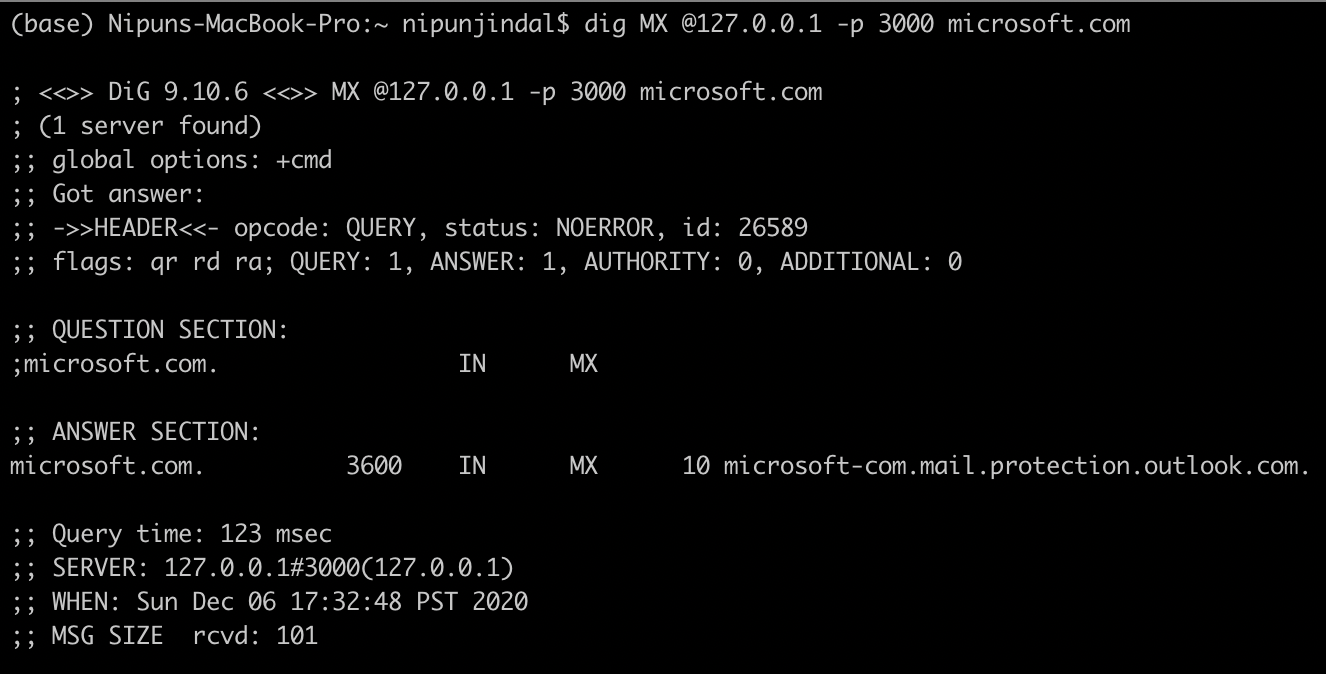 (base) Nipuns-MacBook-Pro:~ nipunjindal$ dig MX @127.0.0.1 -p 3000 microsoft.com
; <<>> DiG 9.10.6 <<>> MX @127.0.0.1 -p 3000 microsoft.com
; (1 server found)
;; global options: +cmd
;; Got answer:
;; ->>HEADER<<- opcode: QUERY, status: NOERROR, id: 26589
;; flags: qr rd ra; QUERY: 1, ANSWER: 1, AUTHORITY: 0, ADDITIONAL: 0
;; QUESTION SECTION:
;microsoft.com. IN MX
;; ANSWER SECTION:
microsoft.com. 3600 IN MX 10 microsoft-com.mail.protection.outlook.com.
;; Query time: 123 msec
;; SERVER: 127.0.0.1#3000(127.0.0.1)
;; WHEN: Sun Dec 06 17:32:48 PST 2020
;; MSG SIZE rcvd: 101